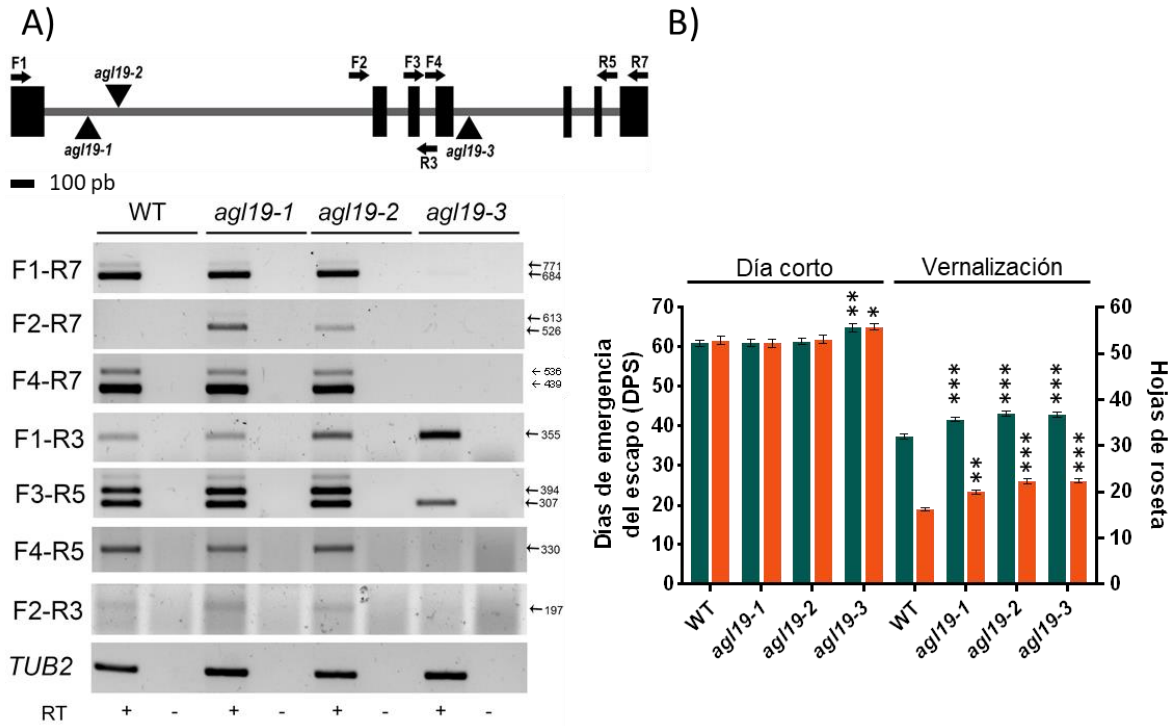 A)
B)
F1
agl19-2
F2
F3
F4
R5
R7
agl19-1
R3
agl19-3
100 pb
WT
agl19-1
agl19-2
agl19-3
F1-R7
771
684
F2-R7
613
526
F4-R7
536
439
F1-R3
355
F3-R5
394
307
F4-R5
330
F2-R3
197
TUB2
RT + - + - + - + -
Día corto
Vernalización
Días de emergencia
del escapo (DPS)
70
60
50
40
30
20
10
0
** *
*** ** *** *** *** ***
60
50
40
30
20
10
0
Hojas de roseta
WT
agl19-1
agl19-2
agl19-3
WT
agl19-1
agl19-2
agl19-3